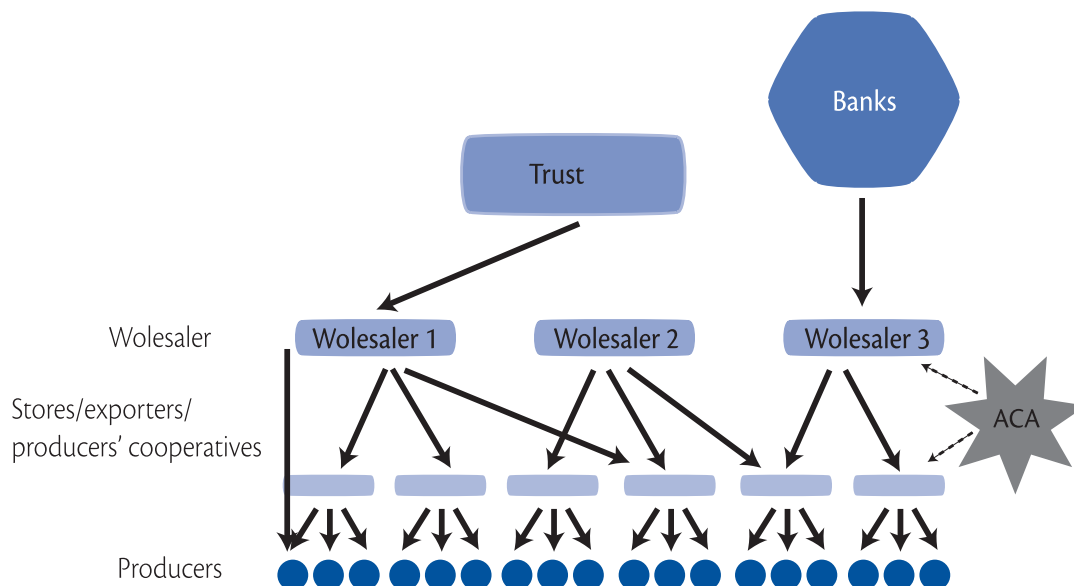 Banks
Trust
Wolesaler
Wolesaler 1
Wolesaler 2
Wolesaler 3
Stores/exporters/
producers’ cooperatives
ACA
Producers